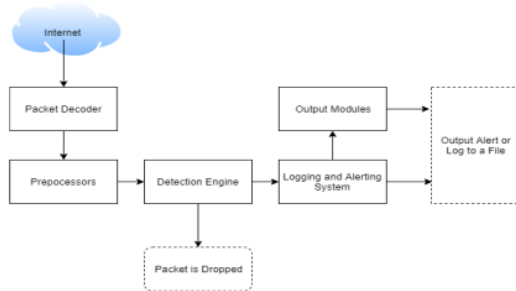 Internet
Packet Decoder
Output Modules
Output Alert or
Log to a File
Prepocessors
Detection Engine
Logging and Alerting
System
Packet is Dropped